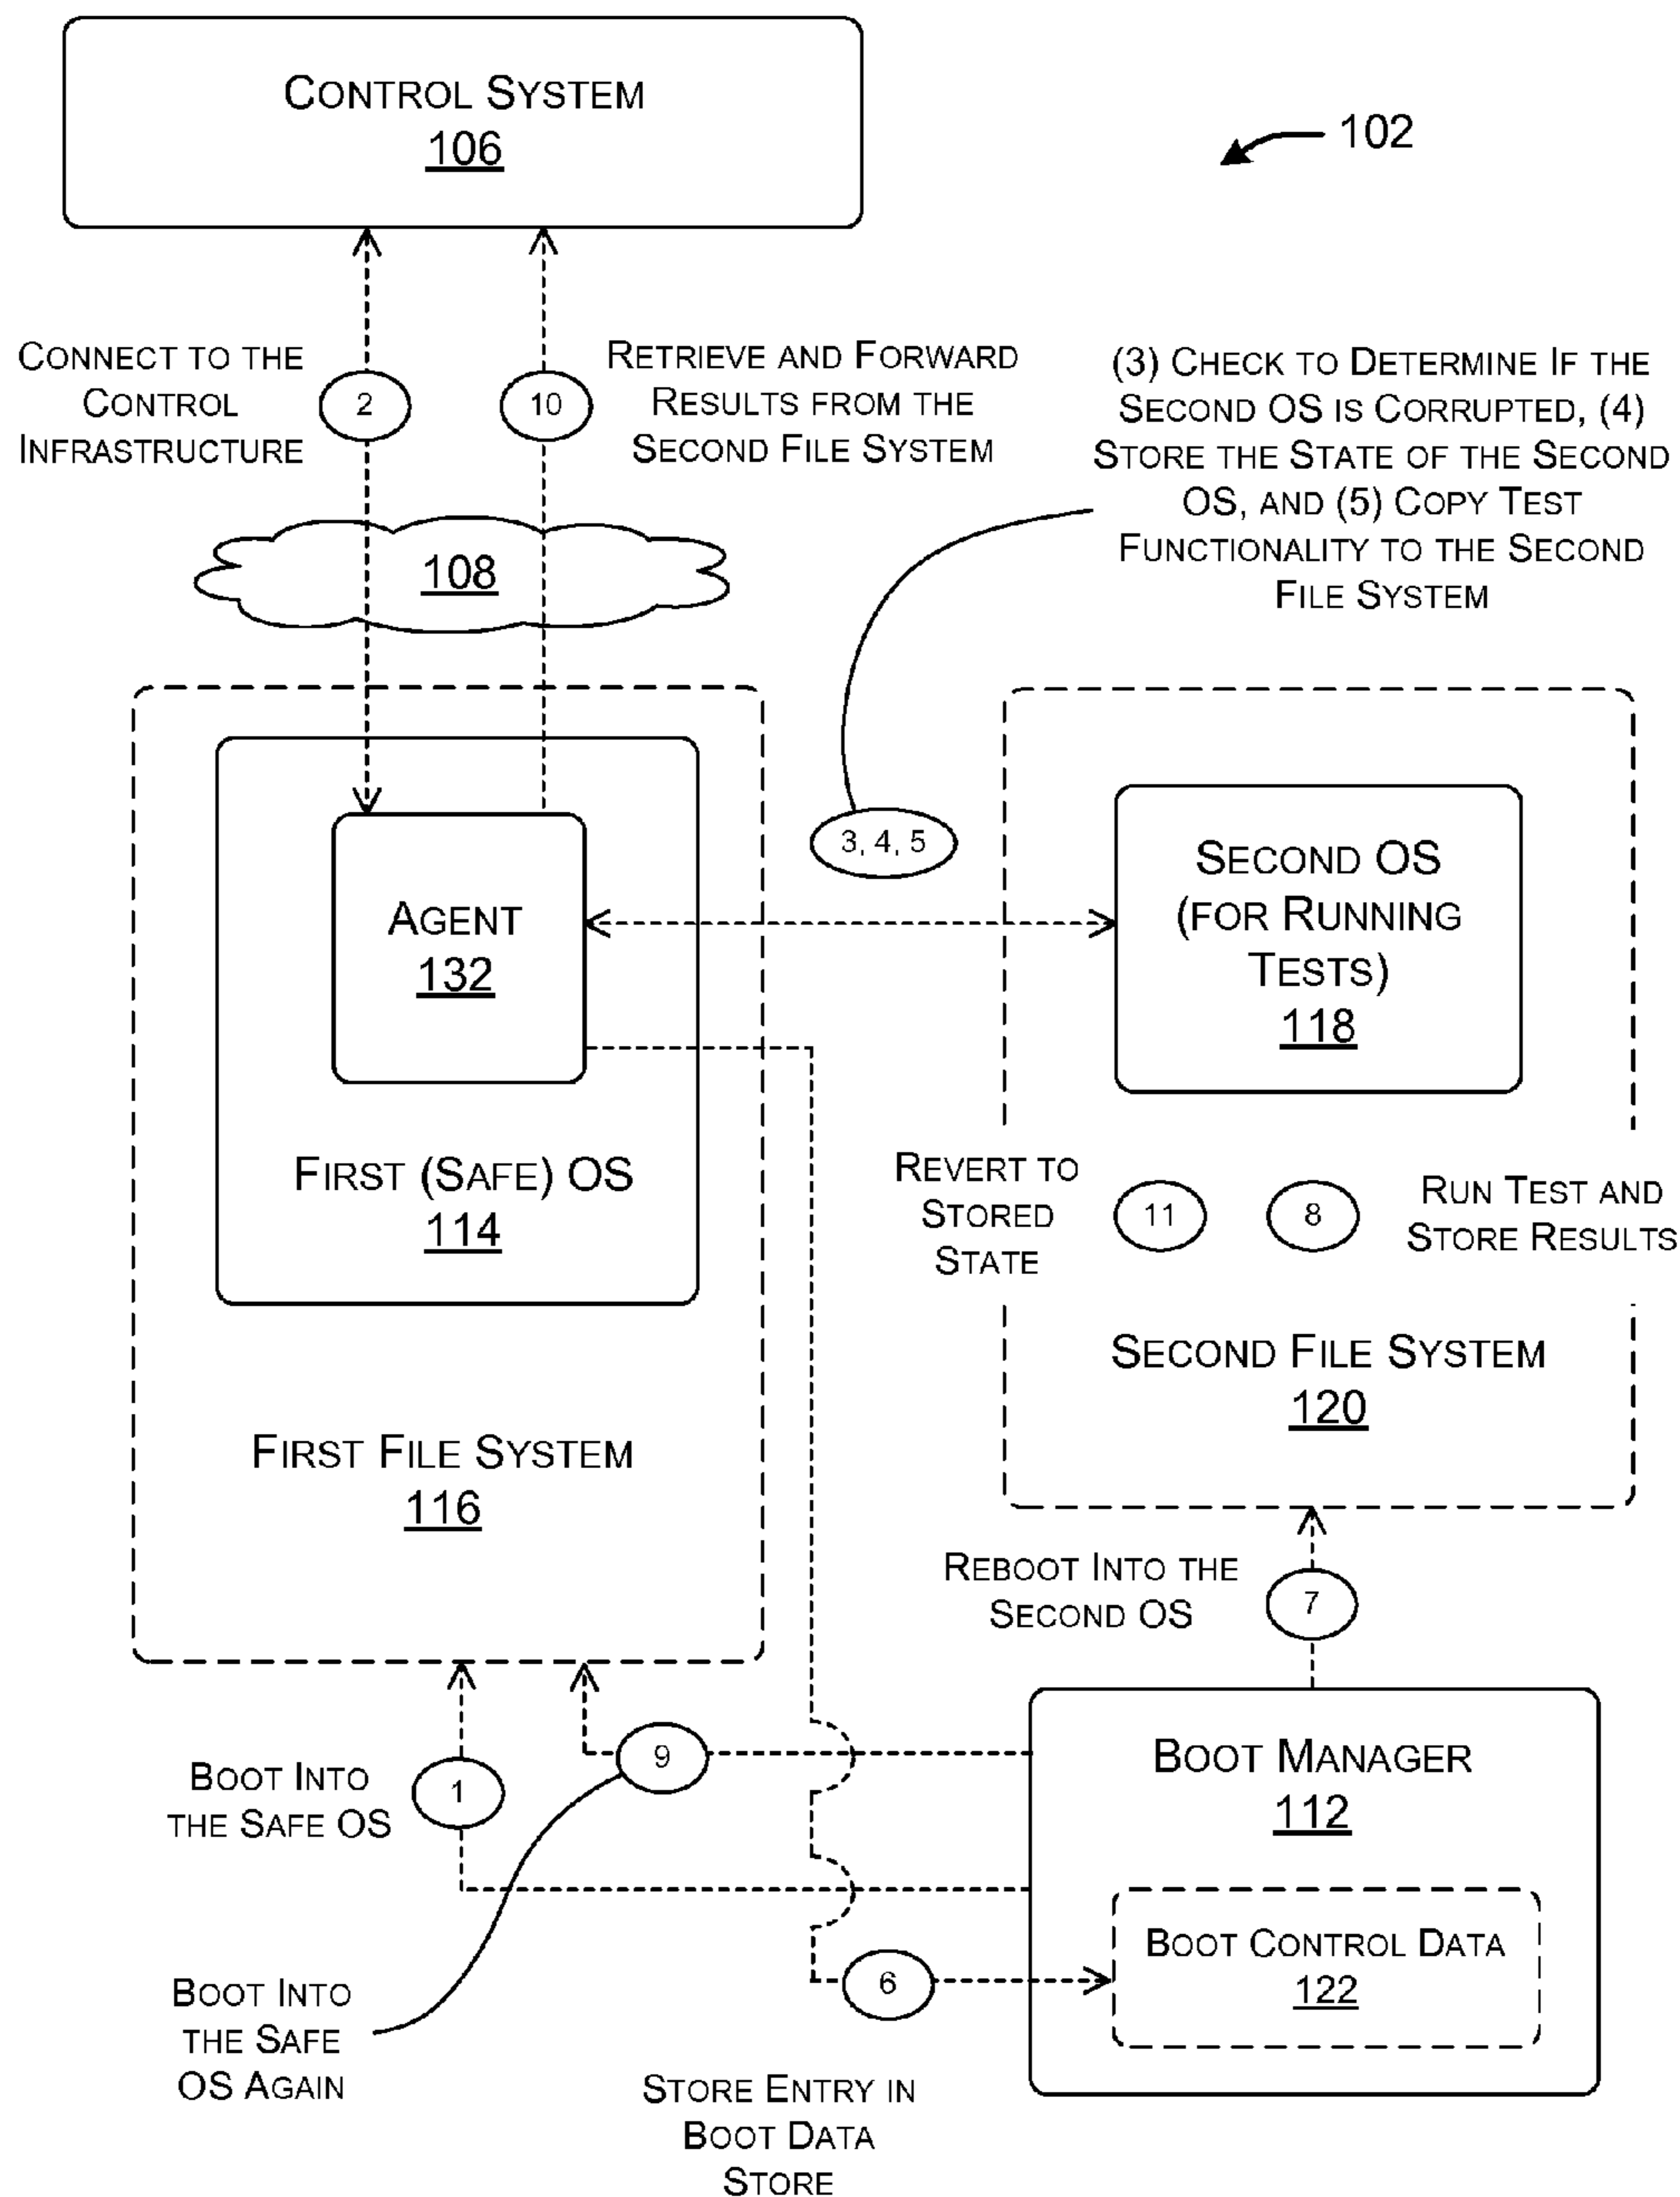 CONTROL SYSTEM
106
102
CONNECT TO THE
CONTROL
INFRASTRUCTURE
2
10
RETRIEVE AND FORWARD
RESULTS FROM THE
SECOND FILE SYSTEM
(3) CHECK TO DETERMINE IF THE
SECOND OS IS CORRUPTED, (4)
STORE THE STATE OF THE SECOND
OS, AND (5) COPY TEST
FUNCTIONALITY TO THE SECOND
FILE SYSTEM
108
3, 4, 5
AGENT
132
SECOND OS
(FOR RUNNING
TESTS)
118
FIRST (SAFE) OS
114
REVERT TO
STORED
STATE
11
8
RUN TEST AND
STORE RESULTS
SECOND FILE SYSTEM
120
FIRST FILE SYSTEM
116
REBOOT INTO THE
SECOND OS
7
BOOT INTO
THE SAFE OS
1
9
BOOT MANAGER
112
BOOT CONTROL DATA
122
6
BOOT INTO
THE SAFE
OS AGAIN
STORE ENTRY IN
BOOT DATA
STORE